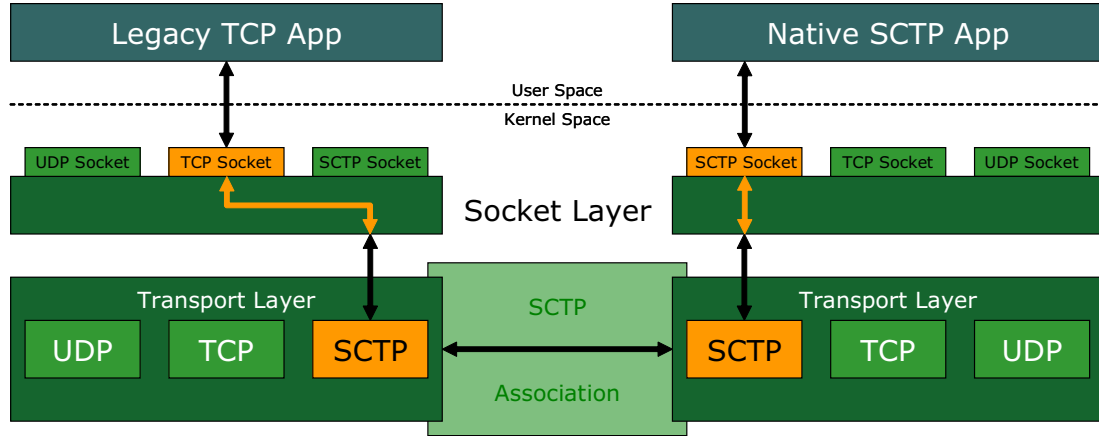 Legacy TCP App
Native SCTP App
User Space
Kernel Space
UDP Socket
TCP Socket
SCTP Socket
SCTP Socket
TCP Socket
UDP Socket
Socket Layer
Transport Layer
SCTP
Transport Layer
UDP
TCP
SCTP
SCTP
TCP
UDP
Association